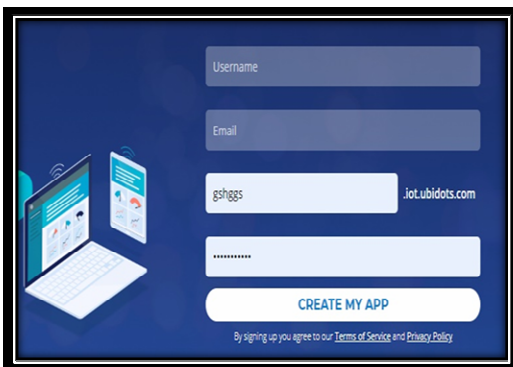 Username
Email
gshggs .iot.ubidots.com
...........
CREATE MY APP
By signing up you agree to our Terms of Service and Privacy Policy